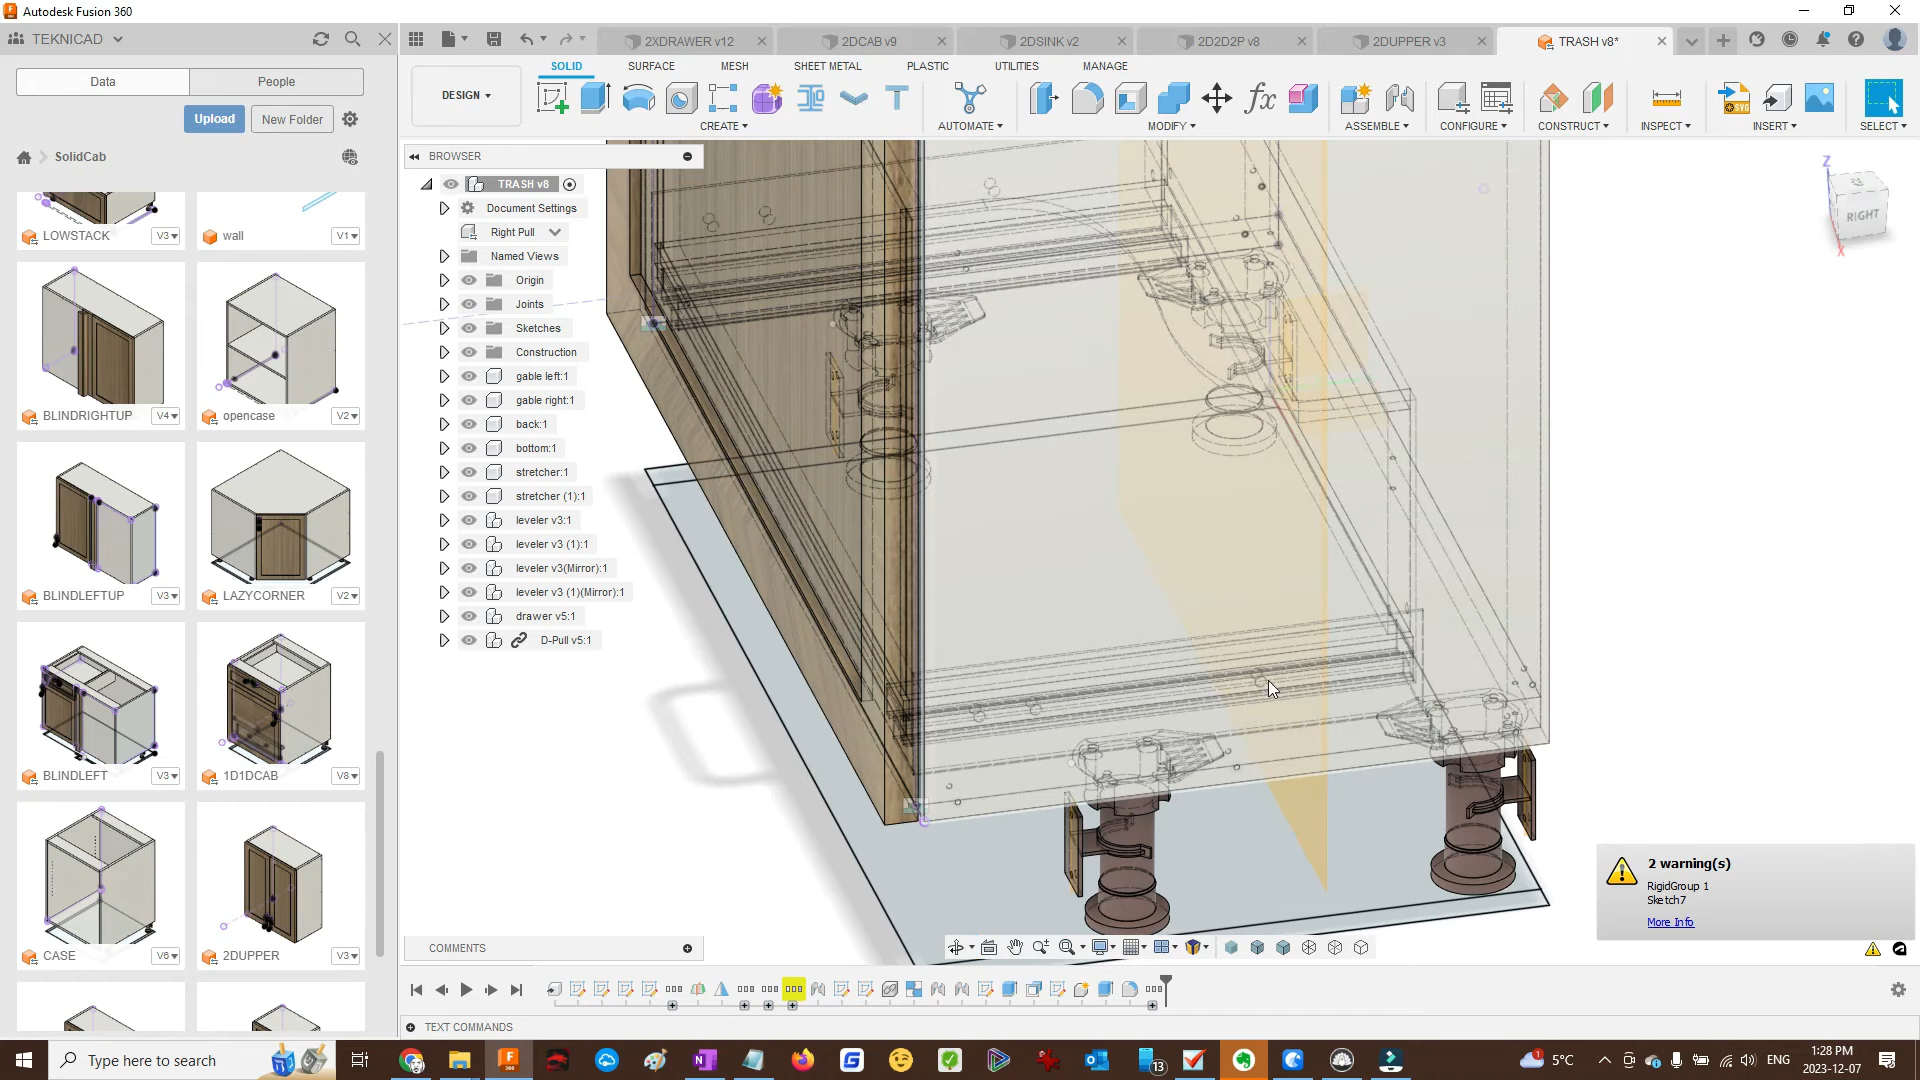 Autodesk Fusion 360
TEKNICAD
2XDRAWER v12
2DCAB v9
2DSINK v2
2D2D2P v8
2DUPPER v3
TRASH v8*
Data
People
Upload
New Folder
SolidCab
DESIGN
SOLID
SURFACE
MESH
SHEET METAL
PLASTIC
UTILITIES
MANAGE
CREATE
AUTOMATE
MODIFY
ASSEMBLE
CONFIGURE
CONSTRUCT
INSPECT
INSERT
SELECT
LOWSTACK
V3
wall
V1
BLINDRIGHTUP
V4
opencase
V2
BLINDLEFTUP
V3
LAZYCORNER
V2
BLINDLEFT
V3
1D1DCAB
V8
CASE
V6
2DUPPER
V3
BROWSER
TRASH v8
Document Settings
Right Pull
Named Views
Origin
Joints
Sketches
Construction
gable left:1
gable right:1
back:1
bottom:1
stretcher:1
stretcher (1):1
leveler v3:1
leveler v3 (1):1
leveler v3(Mirror):1
leveler v3 (1)(Mirror):1
drawer v5:1
D-Pull v5:1
Z
RIGHT
X
2 warning(s)
RigidGroup 1
Sketch7
More Info
COMMENTS
TEXT COMMANDS
Type here to search
13
1
5°C
ENG
1:28 PM
2023-12-07